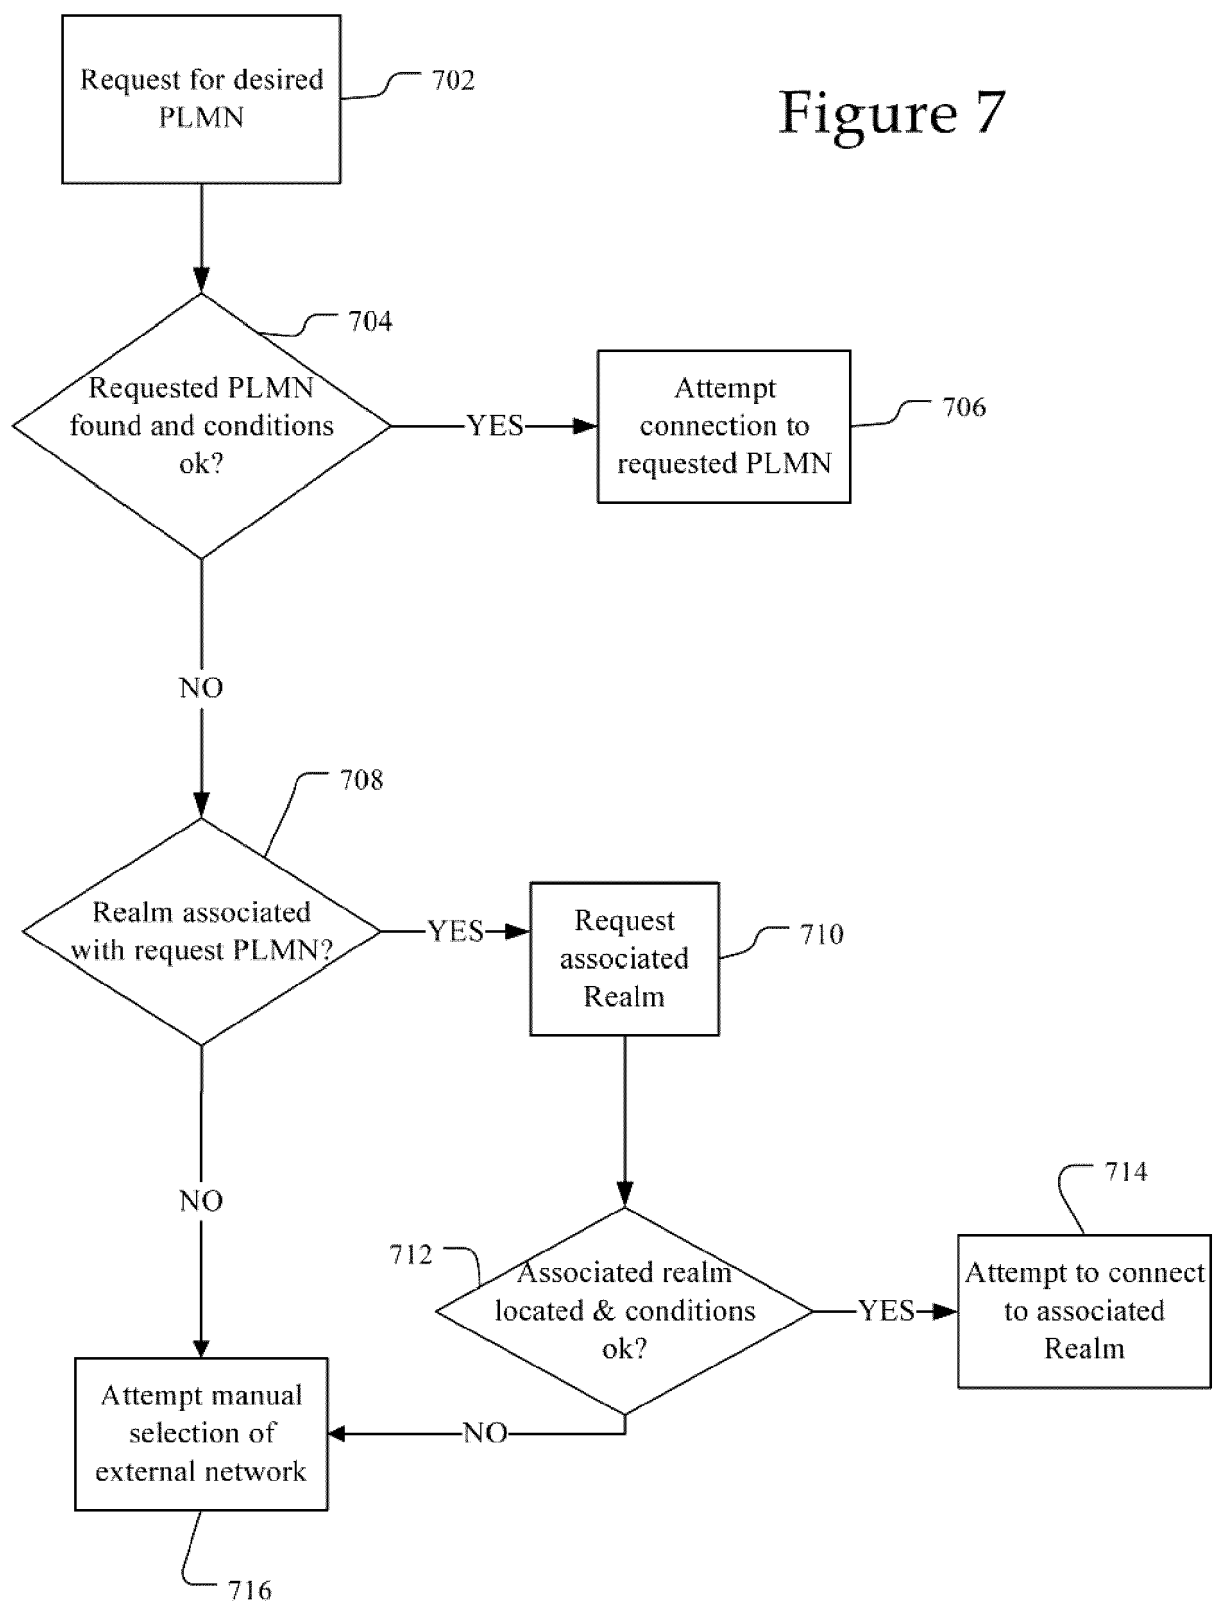 Request for desired
PLMN
702
Figure 7
704
Requested PLMN
found and conditions
ok?
YES
Attempt
connection to
requested PLMN
706
NO
708
Realm associated
with request PLMN?
YES
Request
associated
Realm
710
NO
712
Associated realm
located & conditions
ok?
YES
714
Attempt to connect
to associated
Realm
NO
Attempt manual
selection of
external network
716